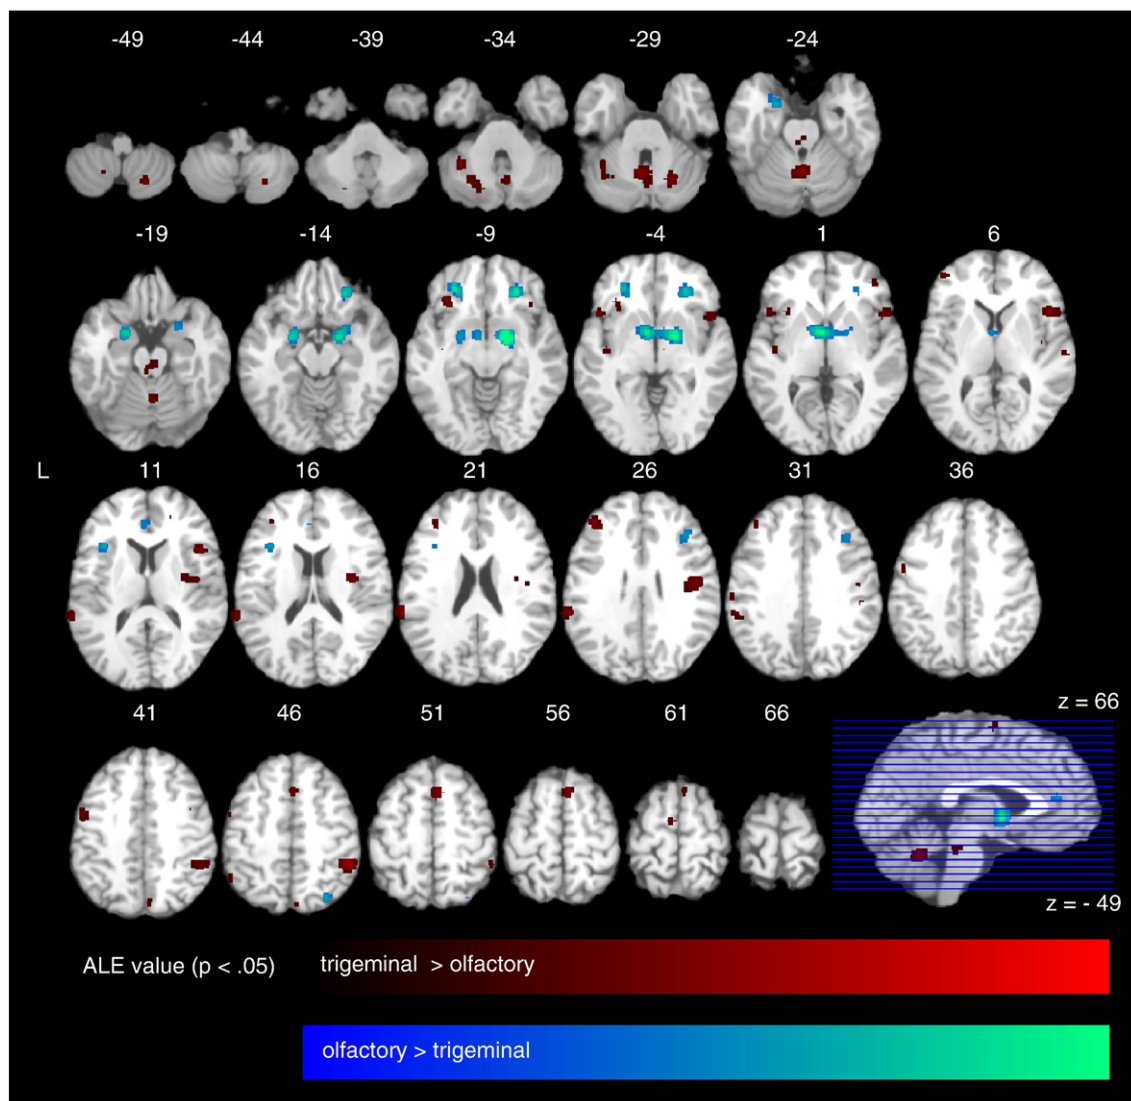 -49 -44 -39 -34 -29 -24
-19 -14 -9 -4 1 6
L 11 16 21 26 31 36
41 46 51 56 61 66
z = 66
z = - 49
ALE value (p < .05)
trigeminal > olfactory
olfactory > trigeminal